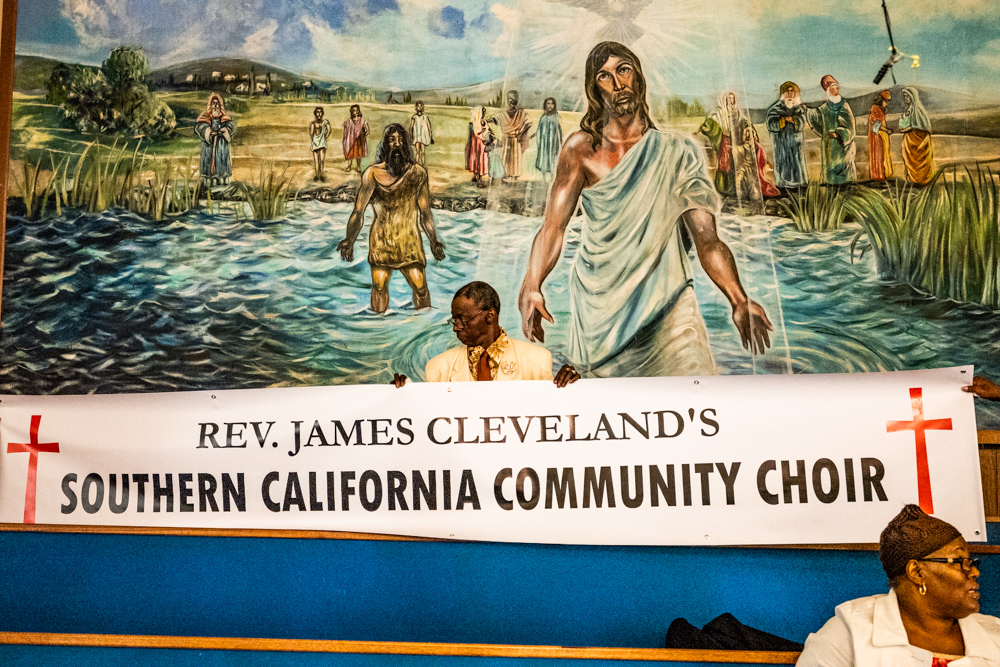 REV. JAMES CLEVELAND'S
SOUTHERN CALIFORNIA COMMUNITY CHOIR